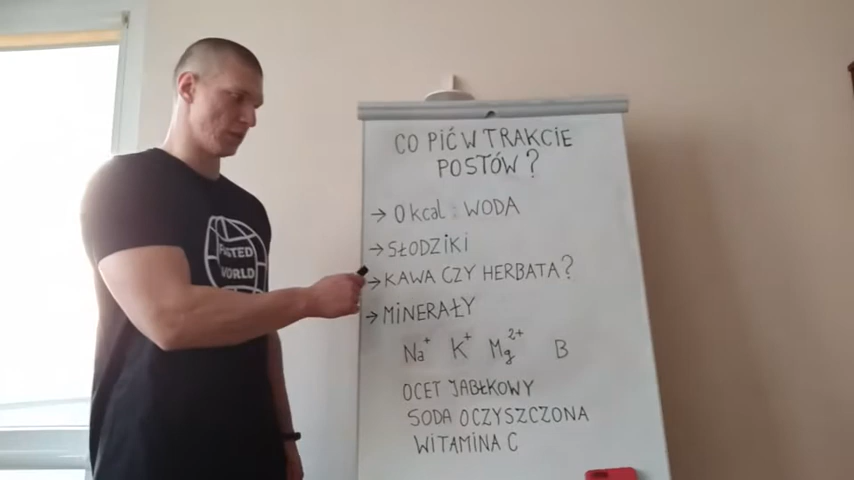 CO PIĆ W TRAKCIE
POSTÓW?
→ 0 kcal : WODA
→ SŁODZIKI
→ KAWA CZY HERBATA?
→ MINERAŁY
Na⁺ K⁺ Mg²⁺ B
OCET JABŁKOWY
SODA OCZYSZCZONA
WITAMINA C
WORLD